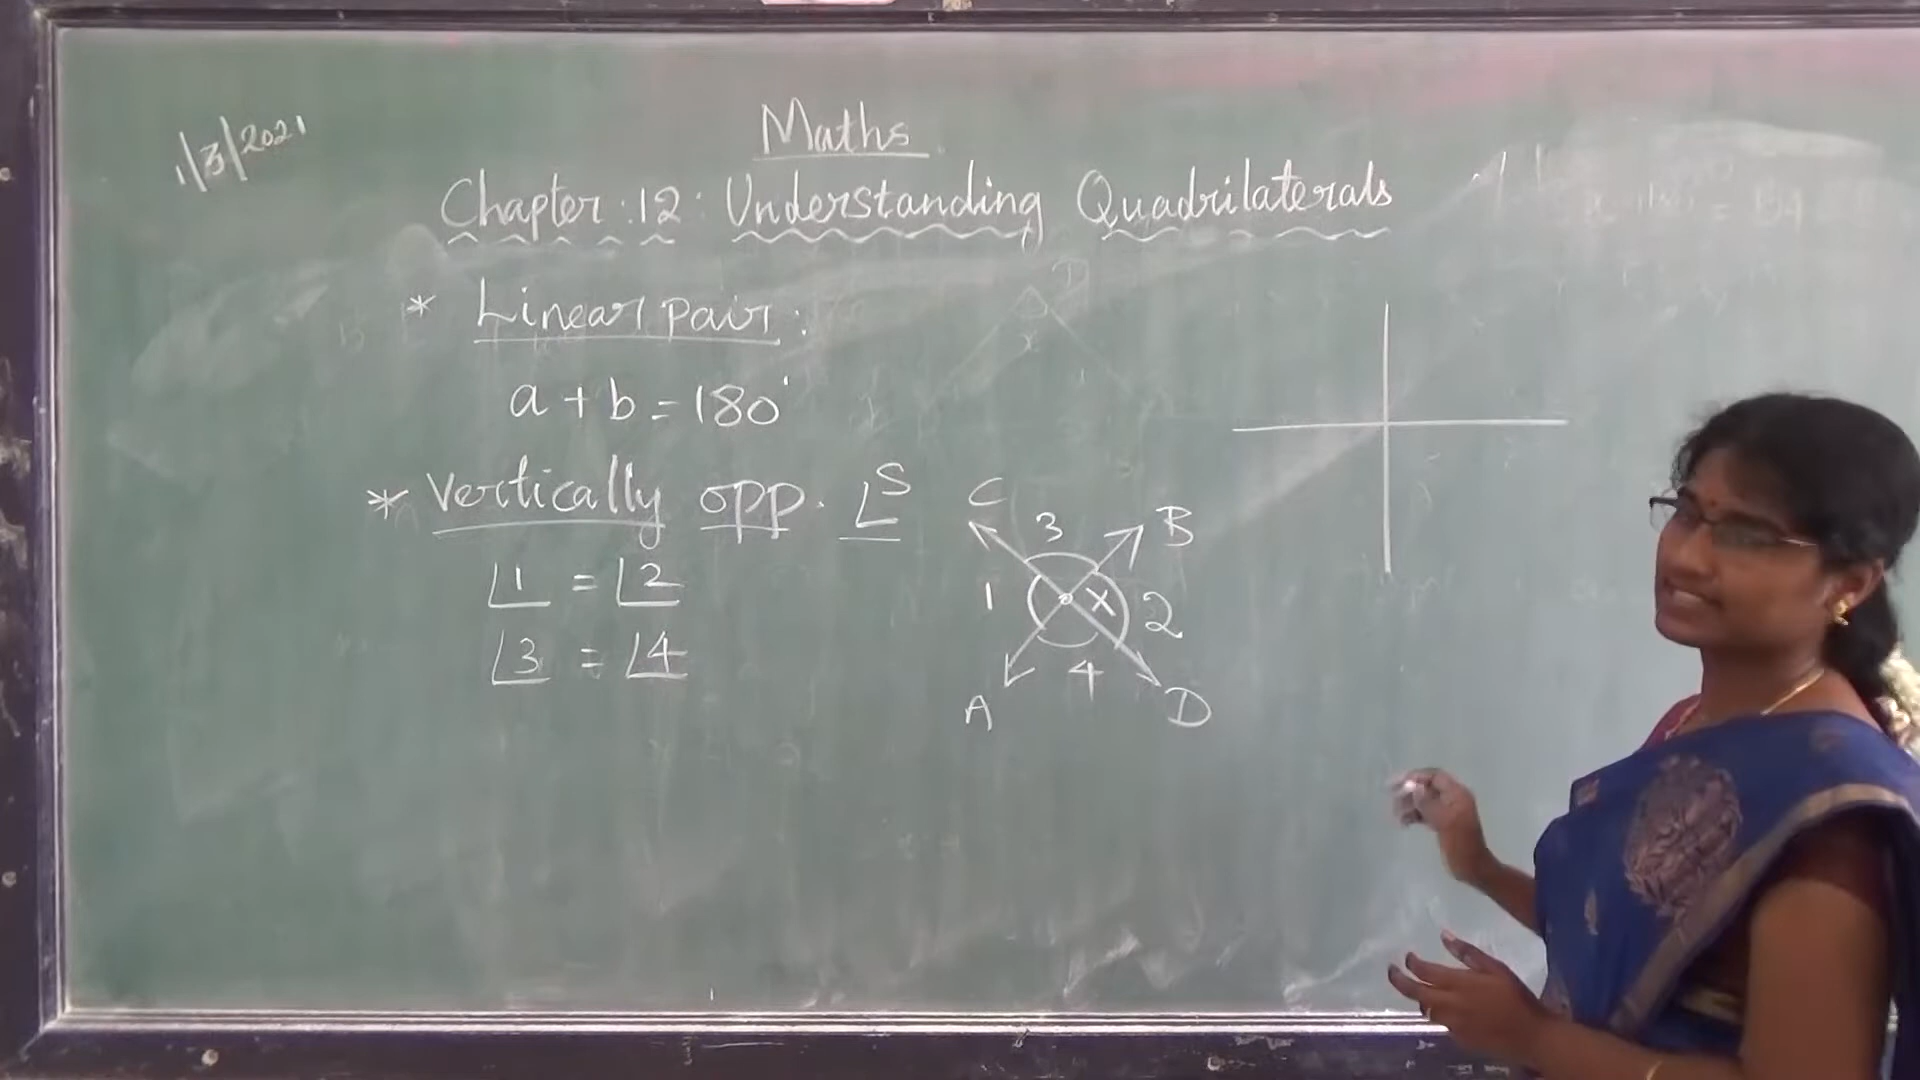 1/3/2021
Maths
Chapter: 12: Understanding Quadrilaterals
* Linear pair:
a + b = 180°
* Vertically opp. ∠S
∠1 = ∠2
∠3 = ∠4
C
3
B
1
x
2
4
A
D